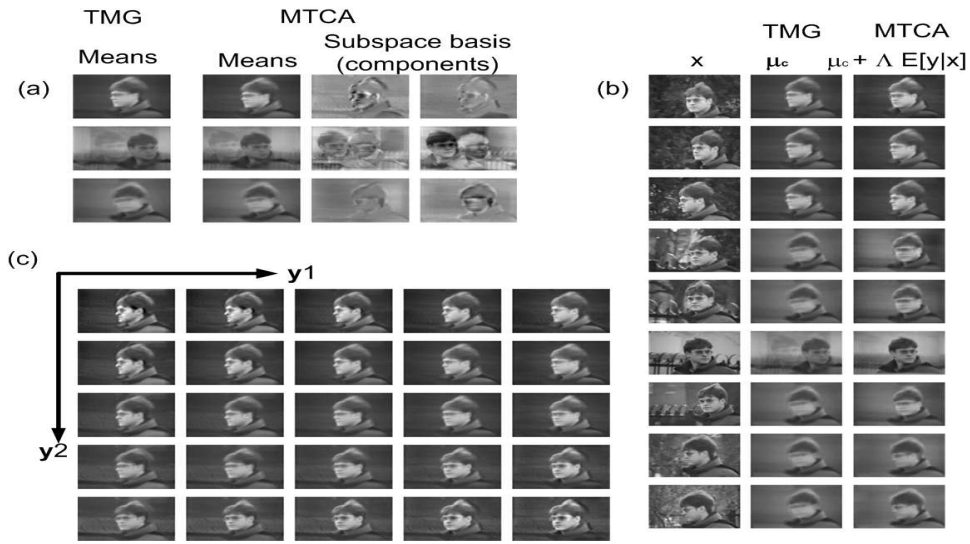 TMG MTCA
Means Means Subspace basis
(components)
(a)
TMG MTCA
x μc μc + Λ E[y|x]
(b)
(c)
y1
y2